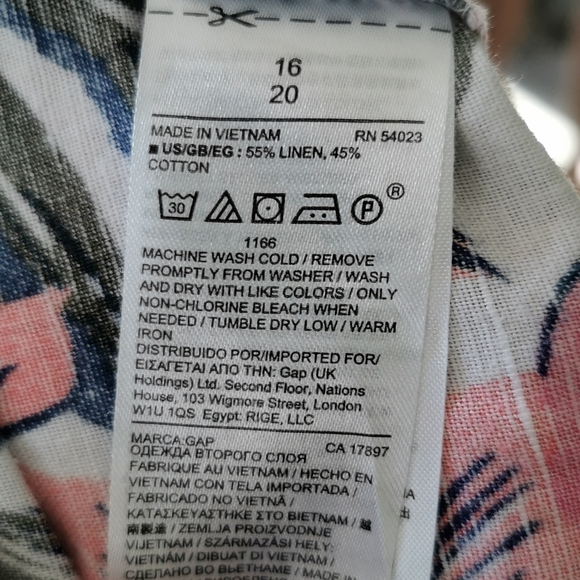 16
20
MADE IN VIETNAM RN 54023
■ US/GB/EG : 55% LINEN, 45%
COTTON
30 P ®
1166
MACHINE WASH COLD / REMOVE
PROMPTLY FROM WASHER / WASH
AND DRY WITH LIKE COLORS / ONLY
NON-CHLORINE BLEACH WHEN
NEEDED / TUMBLE DRY LOW / WARM
IRON
DISTRIBUIDO POR/IMPORTED FOR/
ΕΙΣΑΓΕΤΑΙ ΑΠΟ ΤΗΝ: Gap (UK
Holdings) Ltd. Second Floor, Nations
House, 103 Wigmore Street, London
W1U 1QS Egypt: RIGE, LLC
MARCA:GAP CA 17897
ОДЕЖДА ВТОРОГО СЛОЯ
FABRIQUE AU VIETNAM / HECHO EN
VIETNAM CON TELA IMPORTADA /
FABRICADO NO VIETNÃ /
ΚΑΤΑΣΚΕΥΑΣΤΗΚΕ ΣΤΟ ΒΙΕΤΝΑΜ / 越
南製造 / ZEMLJA PROIZVODNJE
VIJETNAM / SZÁRMAZÁSI HELY:
VIETNÁM / DIBUAT DI VIETNAM /
СДЕЛАНО ВО ВЬЕТНАМЕ / MADE IN